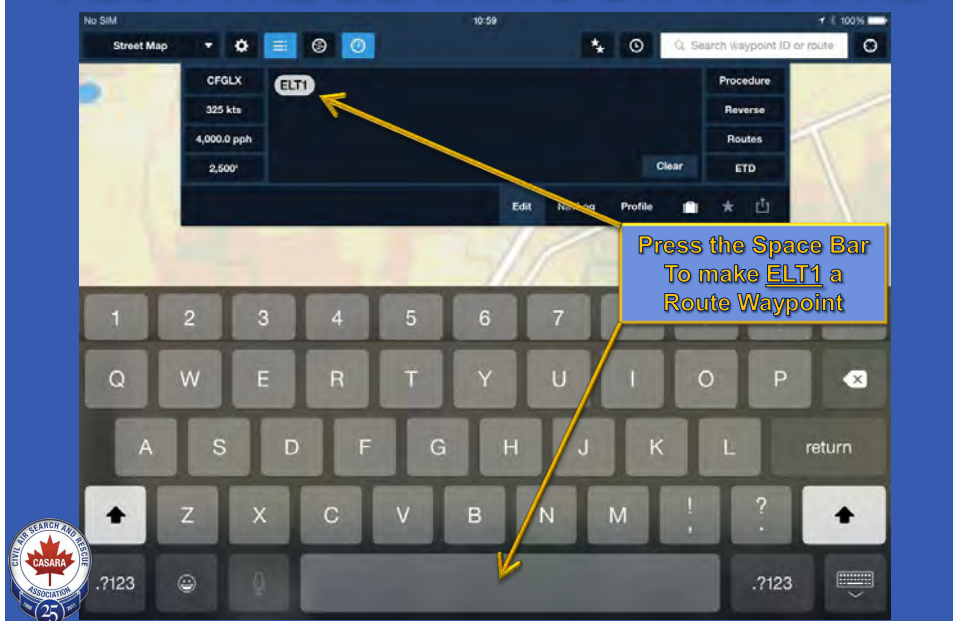 No SIM 10:59 100%
Street Map Search waypoint ID or route
CFGLX ELT1 Procedure
325 kts Reverse
4,000.0 pph Routes
2,500' Clear ETD
Edit Profile
Press the Space Bar
To make ELT1 a
Route Waypoint
1 2 3 4 5 6 7
Q W E R T Y U I O P
A S D F G H J K L return
Z X C V B N M ! , ? .
.?123 .?123
CIVIL AIR SEARCH AND RESCUE
CASARA
ASSOCIATION
25